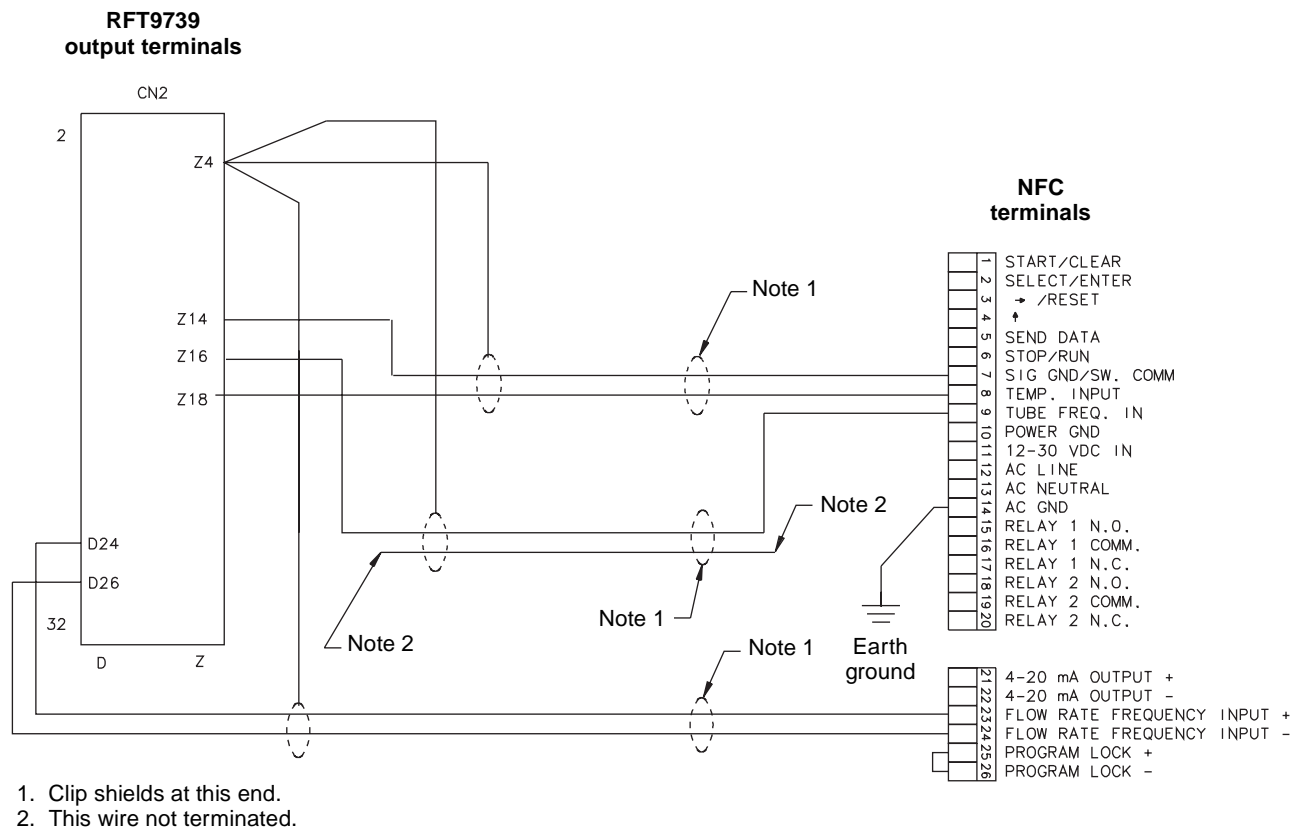 RFT9739
output terminals
CN2
2
Z4
Z14
Z16
Z18
D24
D26
32
D Z
NFC
terminals
1 START/CLEAR
2 SELECT/ENTER
3 → /RESET
4 ↑
5 SEND DATA
6 STOP/RUN
7 SIG GND/SW. COMM
8 TEMP. INPUT
9 TUBE FREQ. IN
10 POWER GND
11 12-30 VDC IN
12 AC LINE
13 AC NEUTRAL
14 AC GND
15 RELAY 1 N.O.
16 RELAY 1 COMM.
17 RELAY 1 N.C.
18 RELAY 2 N.O.
19 RELAY 2 COMM.
20 RELAY 2 N.C.
21 4-20 mA OUTPUT +
22 4-20 mA OUTPUT -
23 FLOW RATE FREQUENCY INPUT +
24 FLOW RATE FREQUENCY INPUT -
25 PROGRAM LOCK +
26 PROGRAM LOCK -
Note 1
Note 2
Note 1
Note 2
Note 1
Earth
ground
1. Clip shields at this end.
2. This wire not terminated.